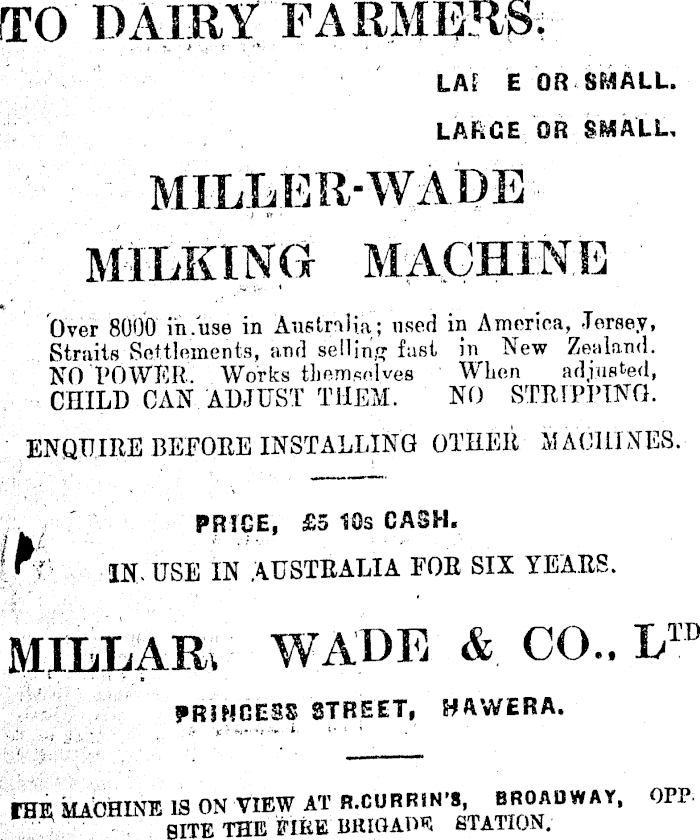 TO DAIRY FARMERS.
LA E OR SMALL.
LARGE OR SMALL.
MILLER-WADE
MILKING MACHINE
Over 8000 in use in Australia; used in America, Jersey,
Straits Settlements, and selling fast in New Zealand.
NO POWER. Works themselves When adjusted,
CHILD CAN ADJUST THEM. NO STRIPPING.
ENQUIRE BEFORE INSTALLING OTHER MACHINES.
PRICE, £5 10s CASH.
IN USE IN AUSTRALIA FOR SIX YEARS.
MILLAR, WADE & CO., LTD
PRINCESS STREET, HAWERA.
THE MACHINE IS ON VIEW AT R.CURRIN'S, BROADWAY, OPP.
SITE THE FIRE BRIGADE STATION.